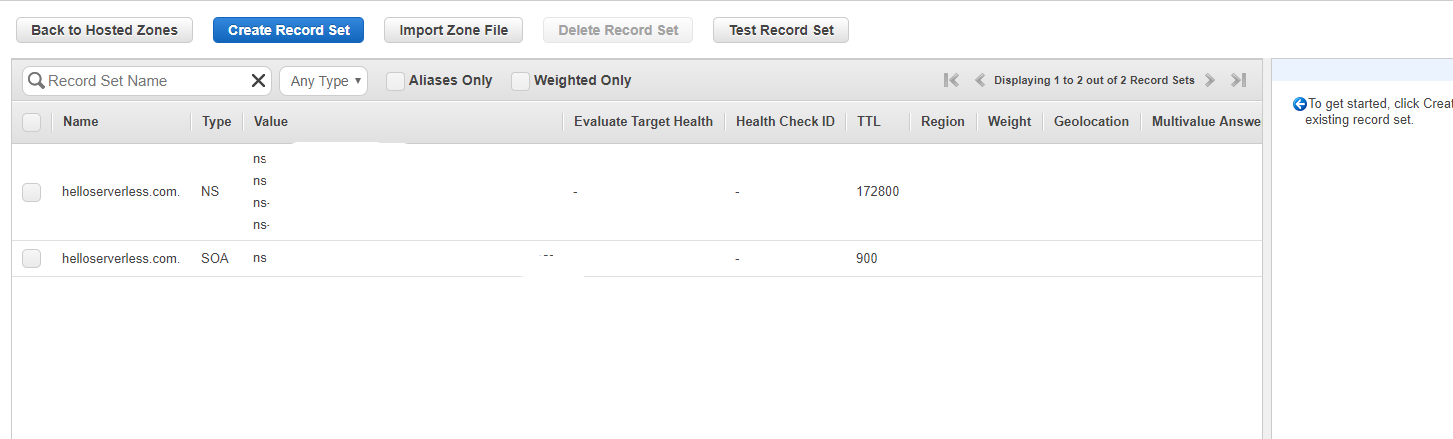 Back to Hosted Zones Create Record Set Import Zone File Delete Record Set Test Record Set
Record Set Name Any Type Aliases Only Weighted Only Displaying 1 to 2 out of 2 Record Sets
Name Type Value Evaluate Target Health Health Check ID TTL Region Weight Geolocation Multivalue Answe
ns
ns
helloserverless.com. NS - - 172800
ns-
ns-
helloserverless.com. SOA ns - 900
To get started, click Creat
existing record set.